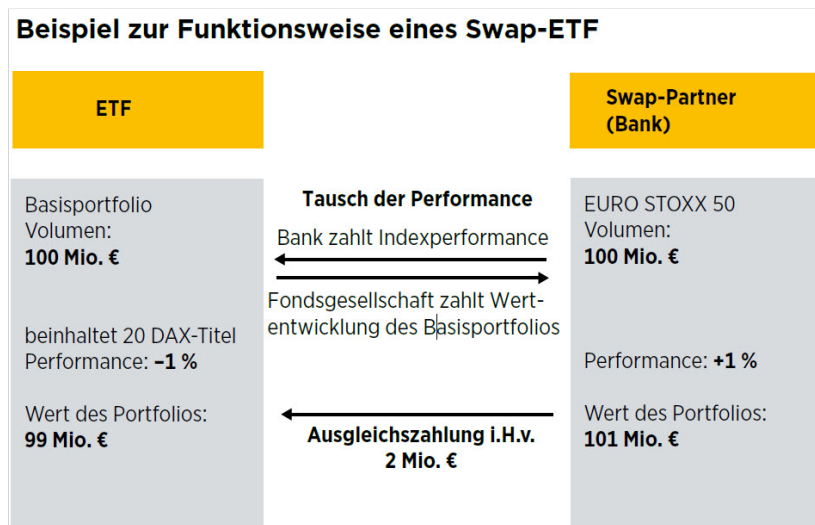 Beispiel zur Funktionsweise eines Swap-ETF
ETF
Swap-Partner
(Bank)
Basisportfolio
Volumen:
100 Mio. €
beinhaltet 20 DAX-Titel
Performance: –1 %
Wert des Portfolios:
99 Mio. €
Tausch der Performance
Bank zahlt Indexperformance
Fondsgesellschaft zahlt Wert-
entwicklung des Basisportfolios
Ausgleichszahlung i.H.v.
2 Mio. €
EURO STOXX 50
Volumen:
100 Mio. €
Performance: +1 %
Wert des Portfolios:
101 Mio. €